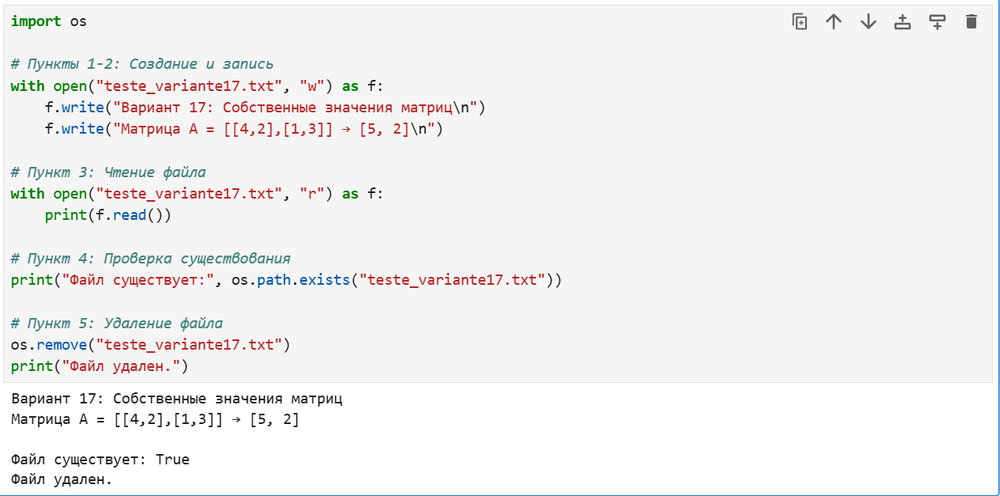 import os

# Пункты 1-2: Создание и запись
with open("teste_variante17.txt", "w") as f:
    f.write("Вариант 17: Собственные значения матриц\n")
    f.write("Матрица A = [[4,2],[1,3]] → [5, 2]\n")

# Пункт 3: Чтение файла
with open("teste_variante17.txt", "r") as f:
    print(f.read())

# Пункт 4: Проверка существования
print("Файл существует:", os.path.exists("teste_variante17.txt"))

# Пункт 5: Удаление файла
os.remove("teste_variante17.txt")
print("Файл удален.")
Вариант 17: Собственные значения матриц
Матрица A = [[4,2],[1,3]] → [5, 2]

Файл существует: True
Файл удален.